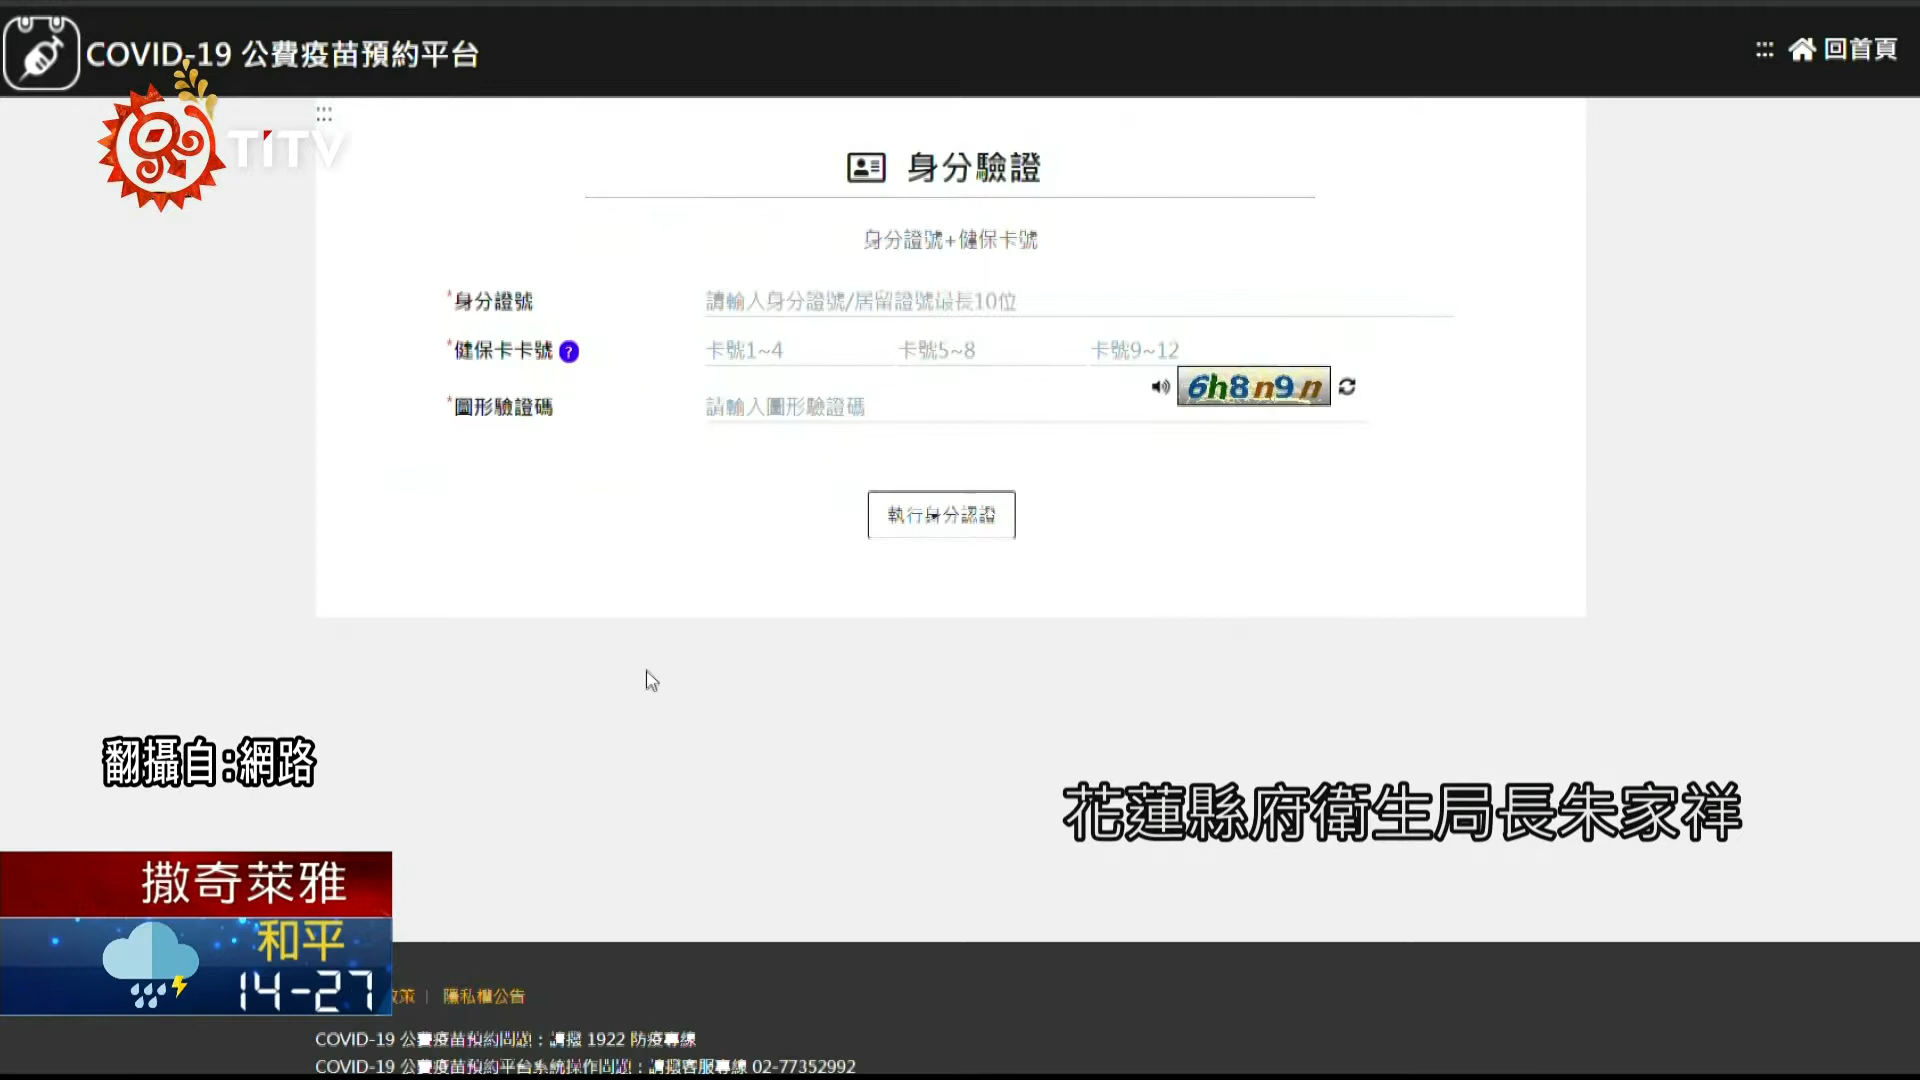 COVID-19 公費疫苗預約平台
回首頁
TITV
身分驗證
身分證號+健保卡號
*身分證號
請輸入身分證號/居留證號最長10位
*健保卡卡號 ?
卡號1~4
卡號5~8
卡號9~12
*圖形驗證碼
請輸入圖形驗證碼
6h8n9n
執行身分認證
翻攝自:網路
花蓮縣府衛生局長朱家祥
撒奇萊雅
和平
14-27
政策 | 隱私權公告
COVID-19 公費疫苗預約問題：請撥 1922 防疫專線
COVID-19 公費疫苗預約平台系統操作問題：請撥客服專線 02-77352992